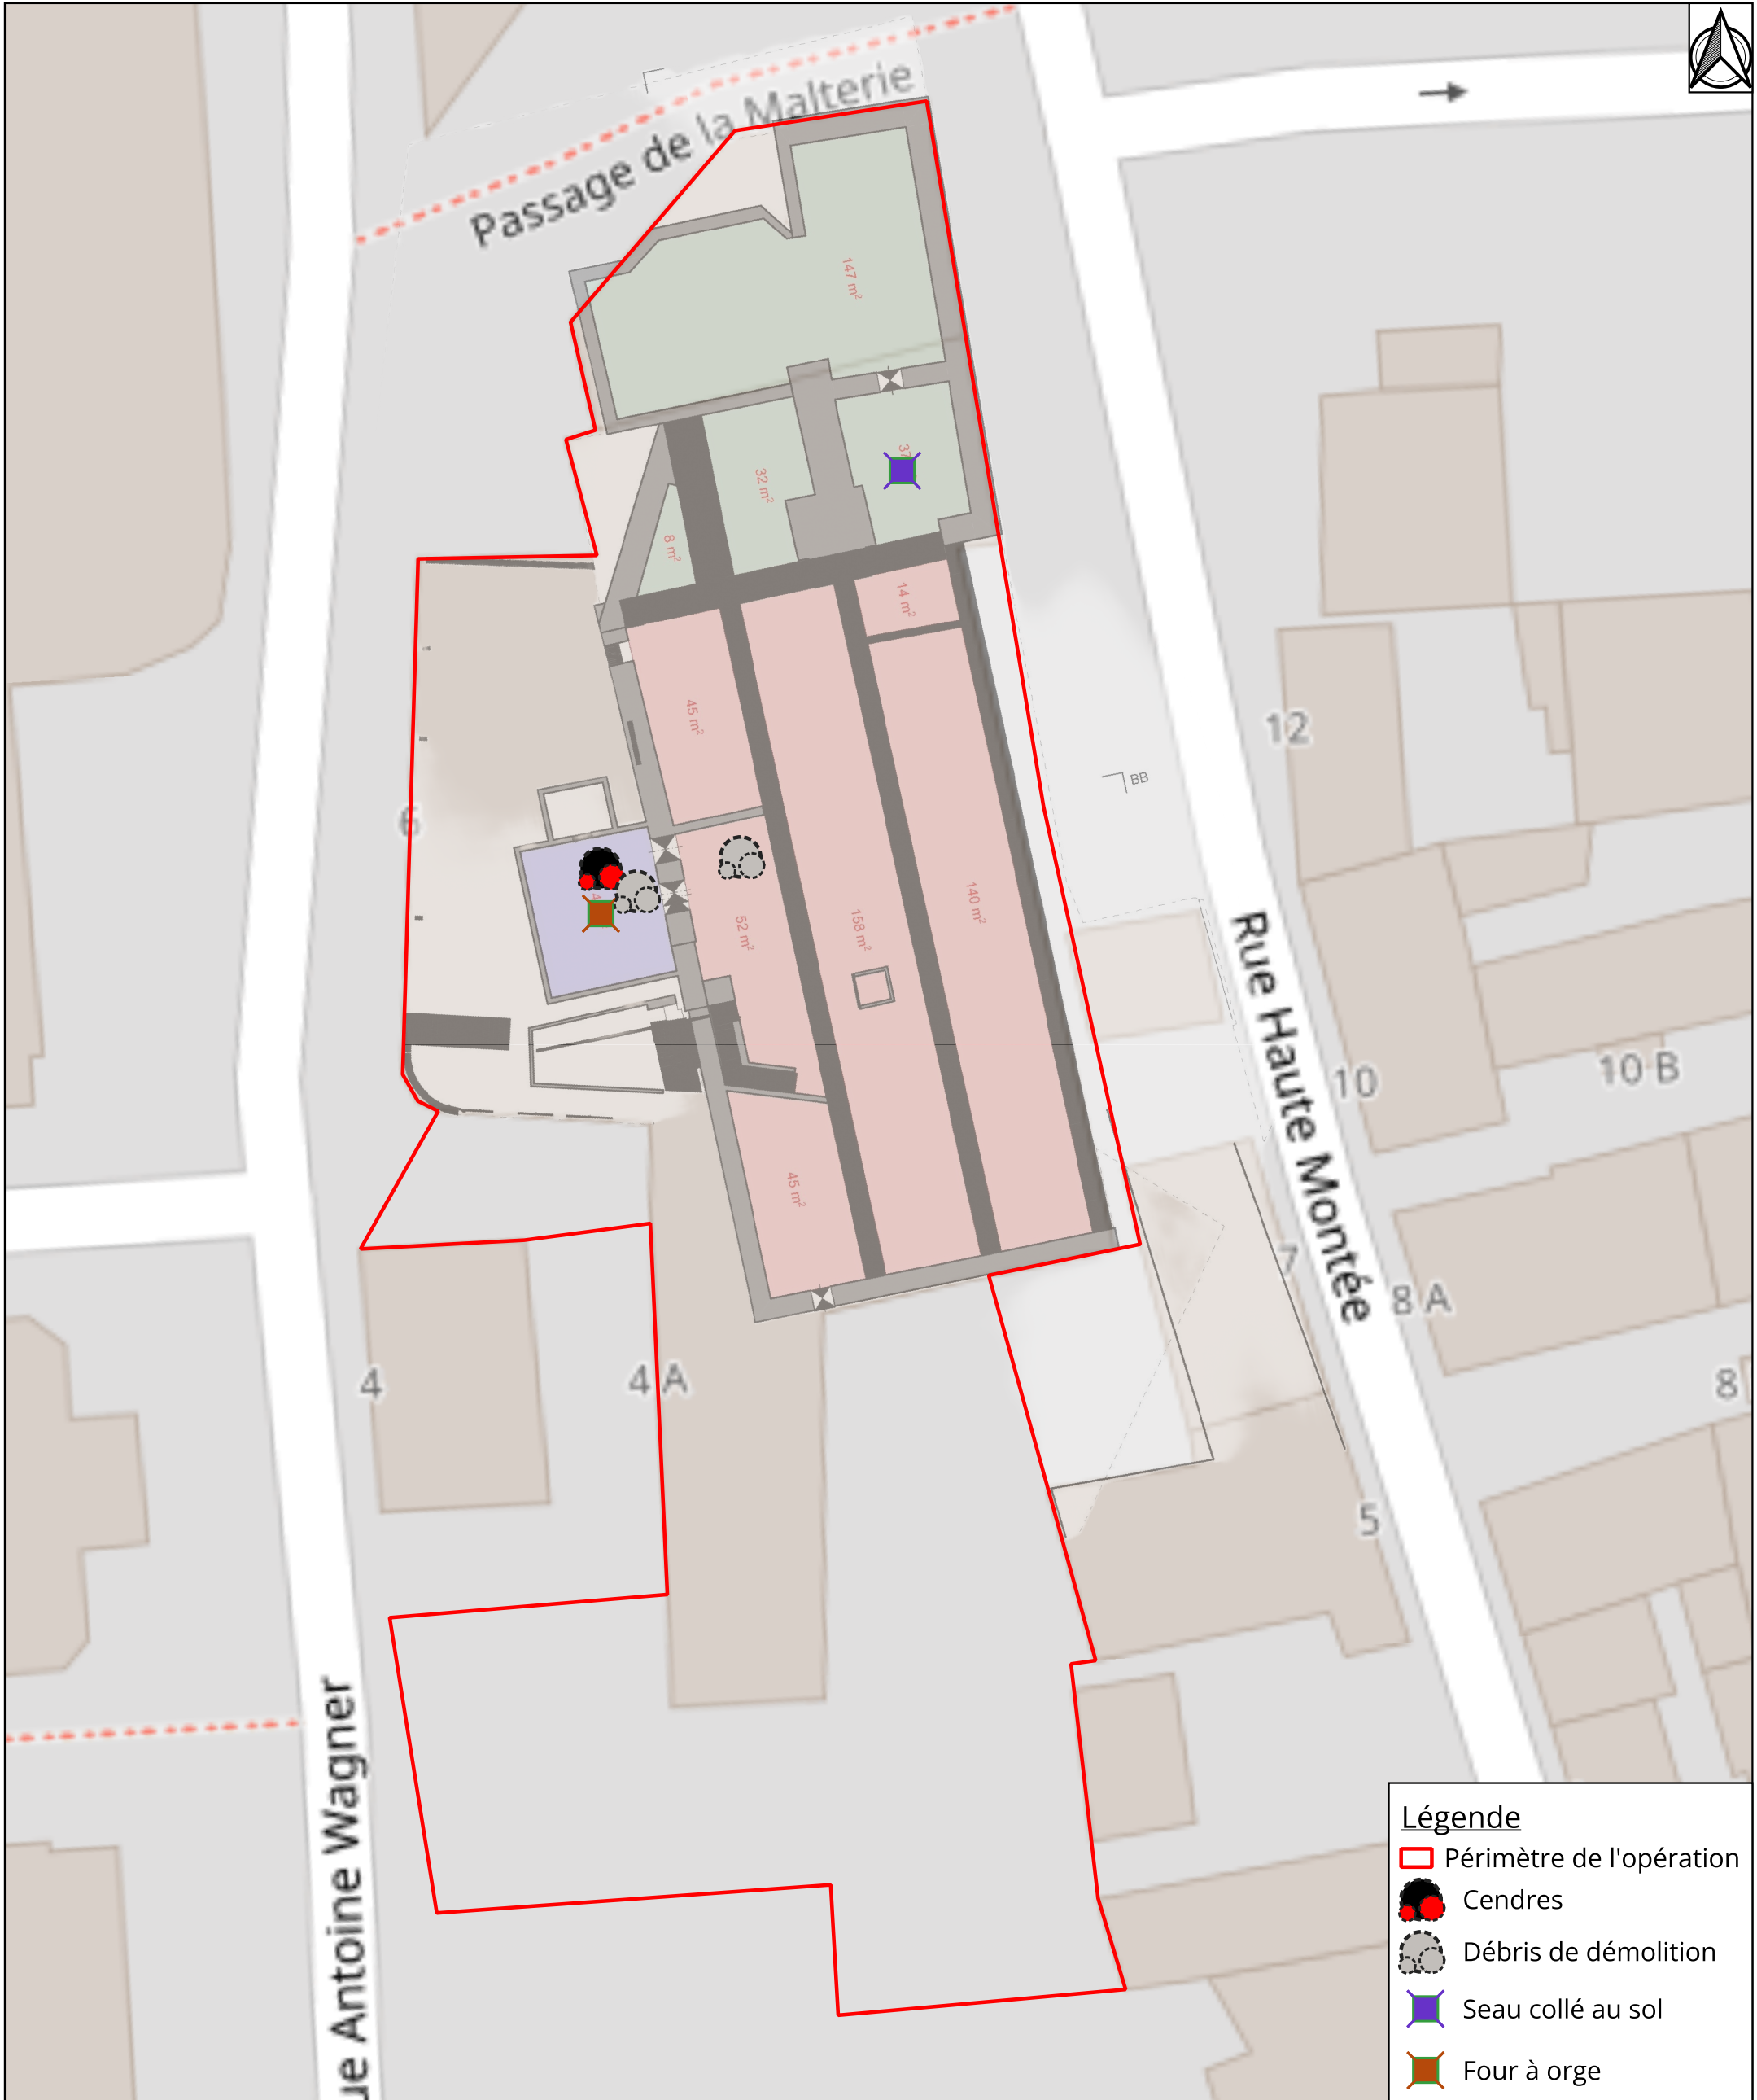 Passage de la Malterie
147 m²
37
32 m²
8 m²
14 m²
45 m²
12
BB
6
52 m²
158 m²
140 m²
Rue Haute Montée
10
10 B
45 m²
7
8 A
4
4 A
8
5
ue Antoine Wagner
Légende
Périmètre de l'opération
Cendres
Débris de démolition
Seau collé au sol
Four à orge